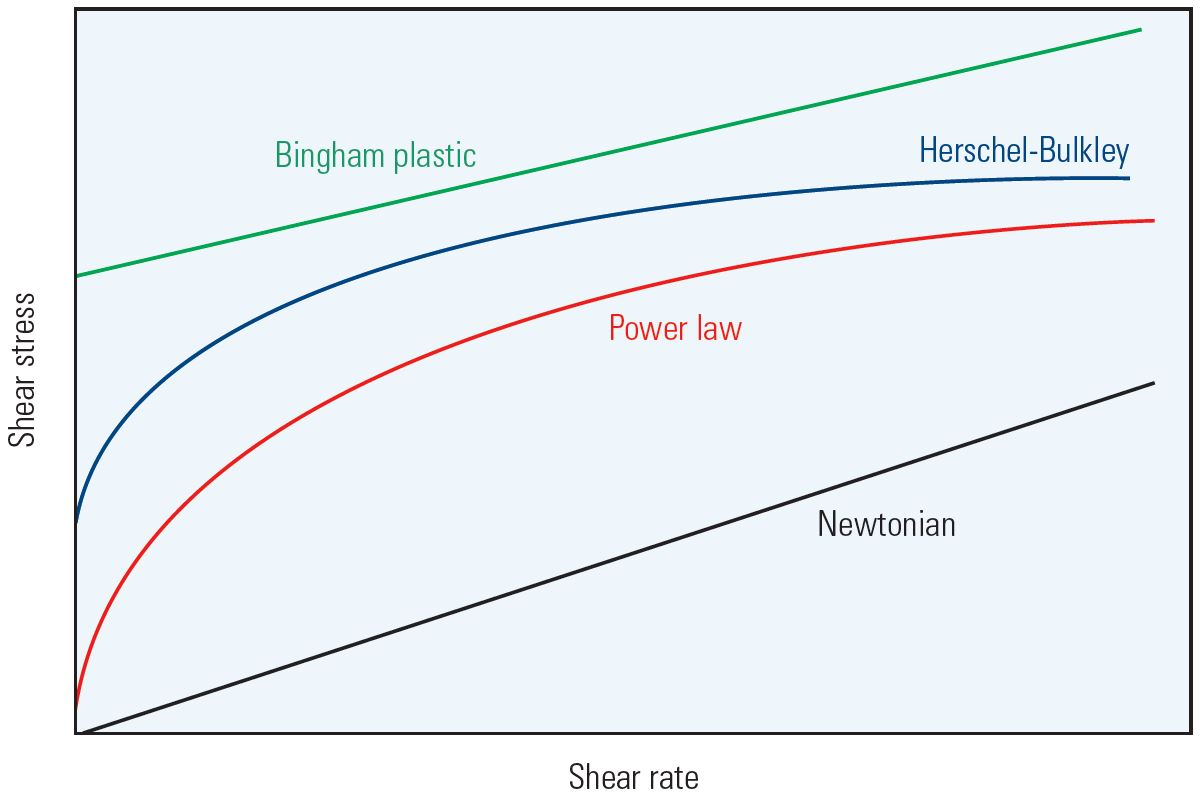 Bingham plastic
Herschel-Bulkley
Power law
Newtonian
Shear stress
Shear rate